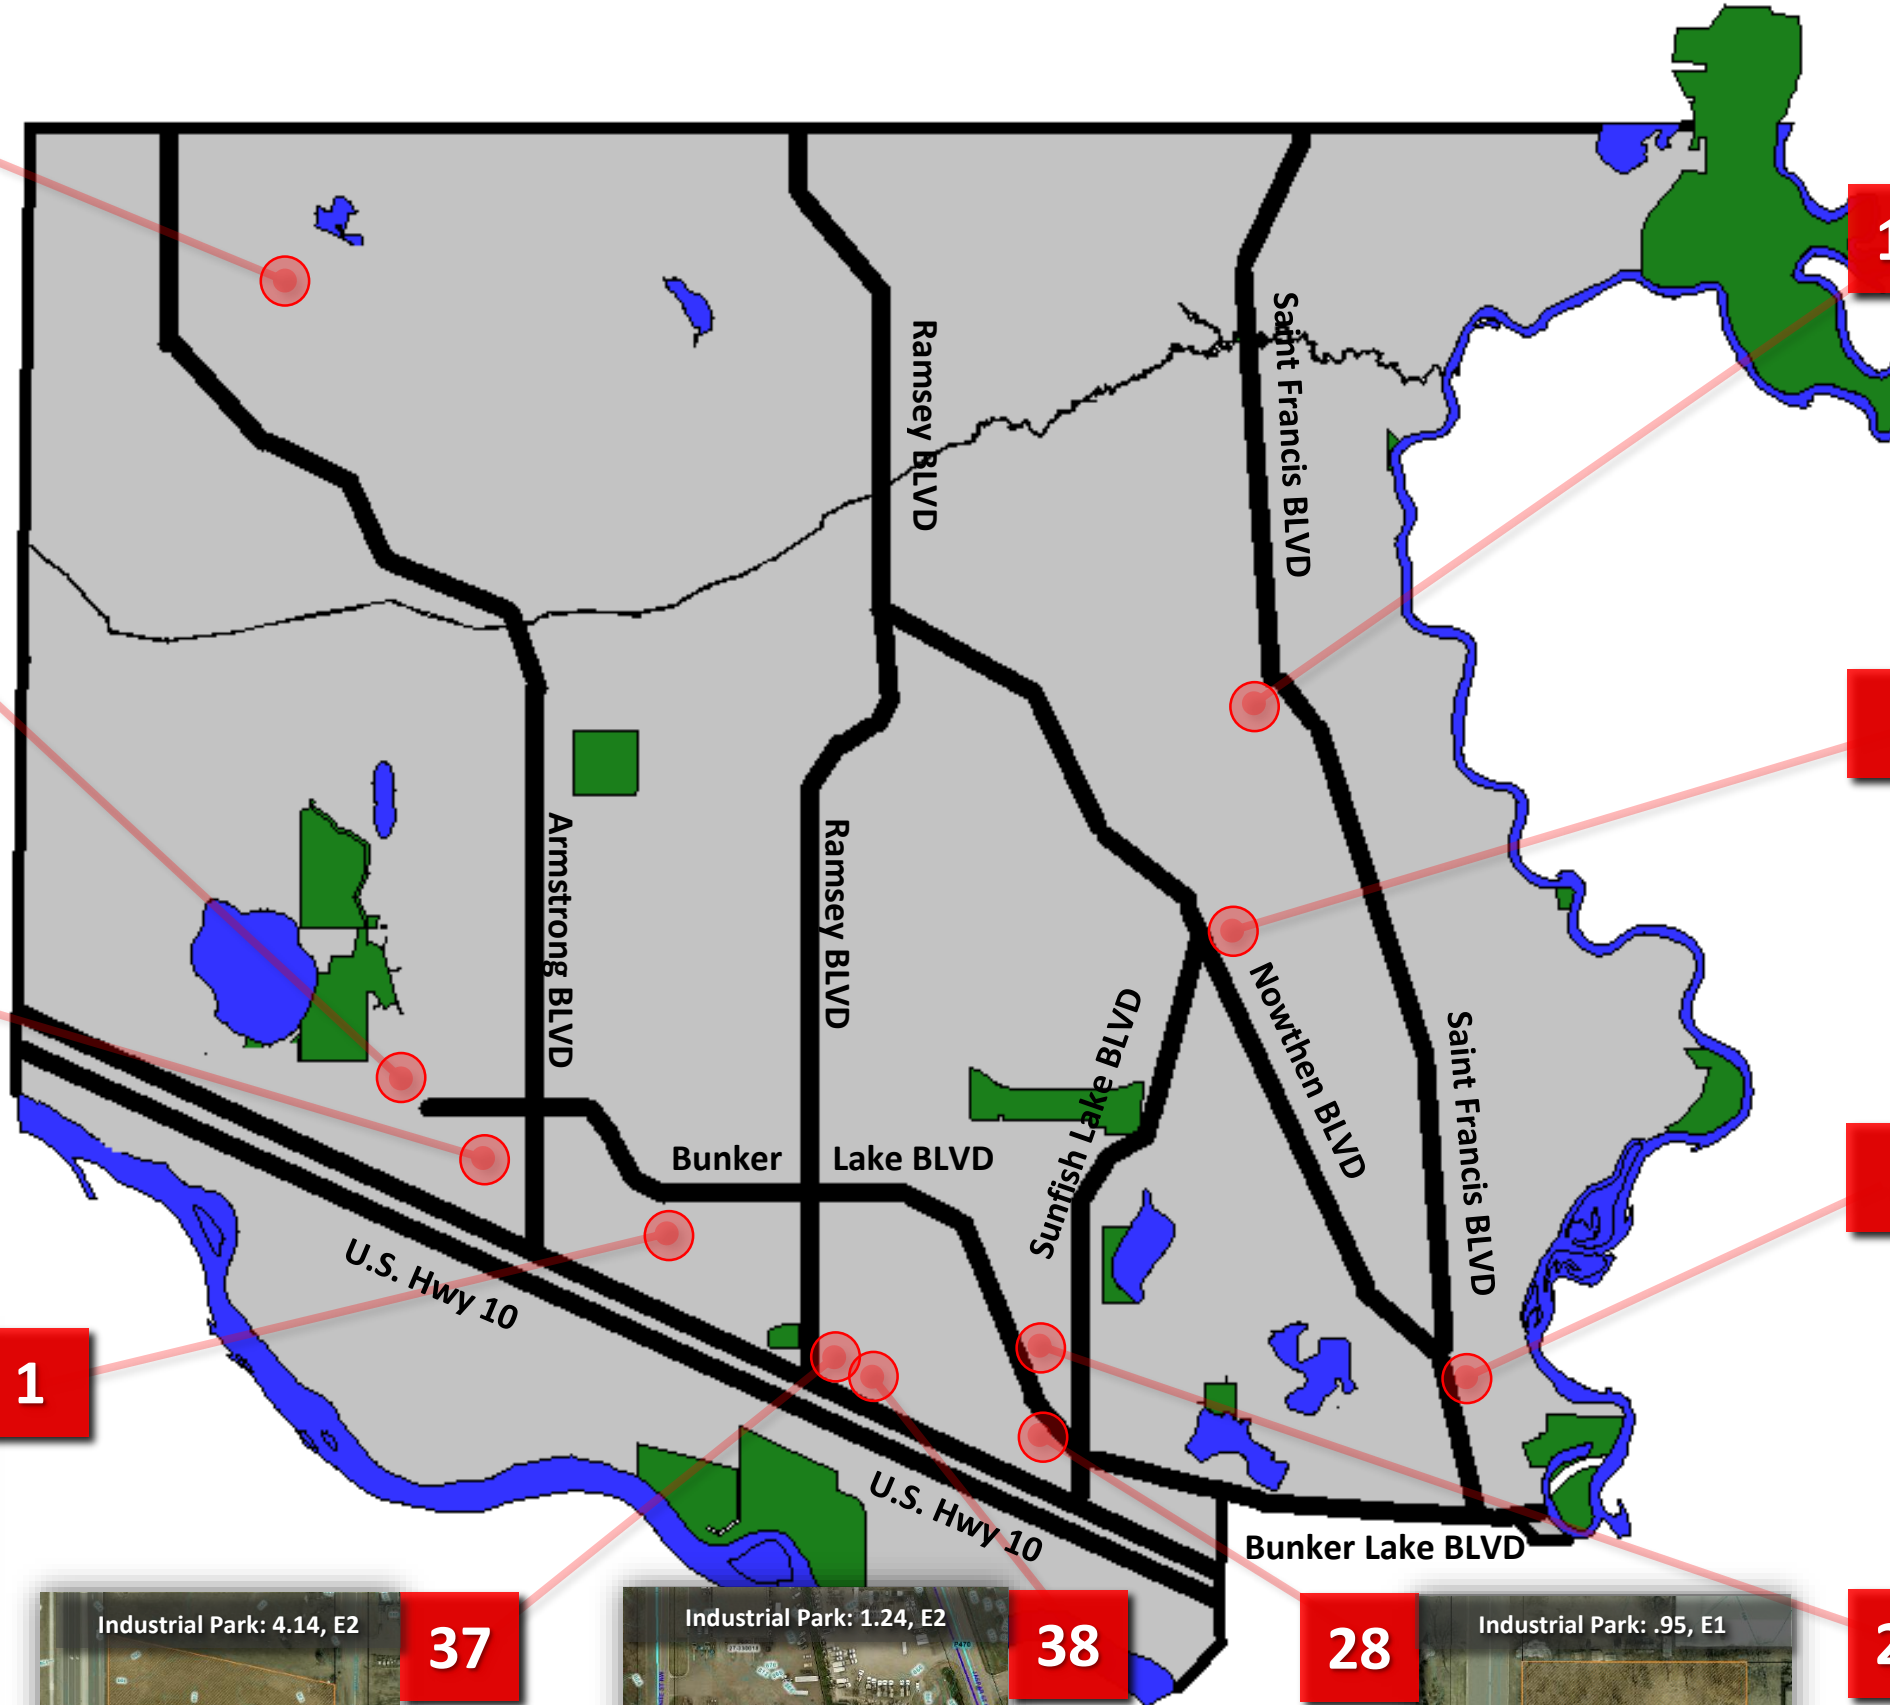 Ramsey BLVD
Saint Francis BLVD
1
Armstrong BLVD
Ramsey BLVD
Sunfish Lake BLVD
Nowthen BLVD
Saint Francis BLVD
Bunker Lake BLVD
U.S. Hwy 10
1
U.S. Hwy 10
Bunker Lake BLVD
Industrial Park: 4.14, E2
37
Industrial Park: 1.24, E2
38
28
Industrial Park: .95, E1
2